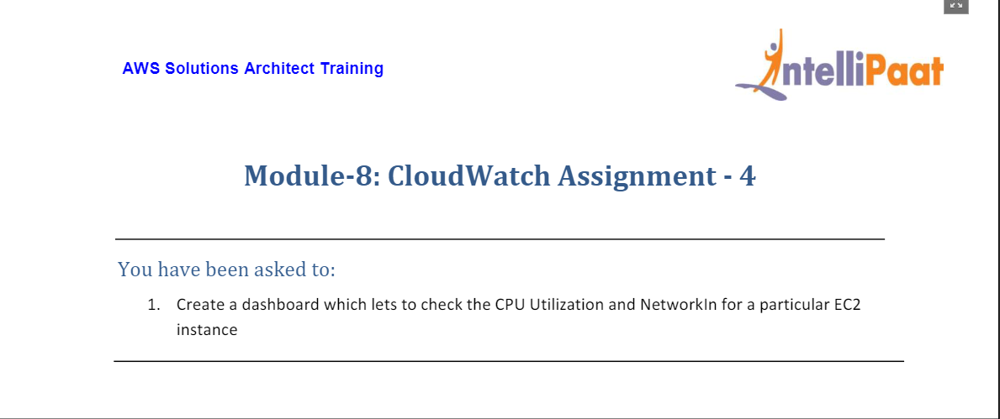 AWS Solutions Architect Training
IntelliPaat
Module-8: CloudWatch Assignment - 4
You have been asked to:
1. Create a dashboard which lets to check the CPU Utilization and NetworkIn for a particular EC2
instance